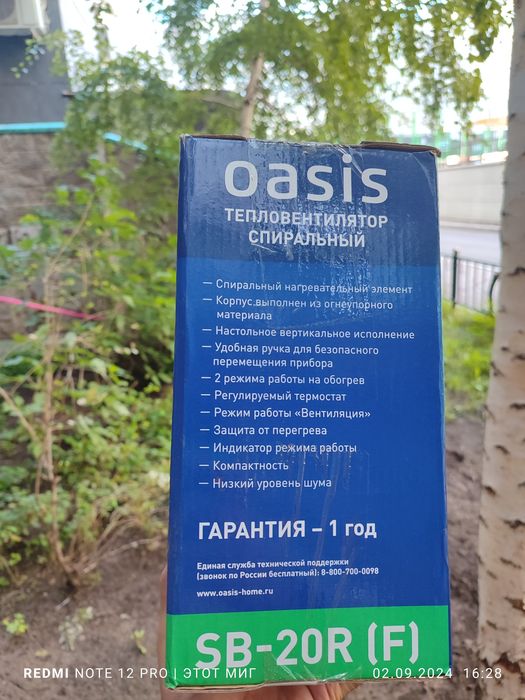 oasis
ТЕПЛОВЕНТИЛЯТОР
СПИРАЛЬНЫЙ
— Спиральный нагревательный элемент
— Корпус выполнен из огнеупорного
материала
— Настольное вертикальное исполнение
— Удобная ручка для безопасного
перемещения прибора
— 2 режима работы на обогрев
— Регулируемый термостат
— Режим работы «Вентиляция»
— Защита от перегрева
— Индикатор режима работы
— Компактность
— Низкий уровень шума
ГАРАНТИЯ – 1 год
Единая служба технической поддержки
(звонок по России бесплатный): 8-800-700-0098
www.oasis-home.ru
SB-20R (F)
REDMI NOTE 12 PRO | ЭТОТ МИГ
02.09.2024 16:28